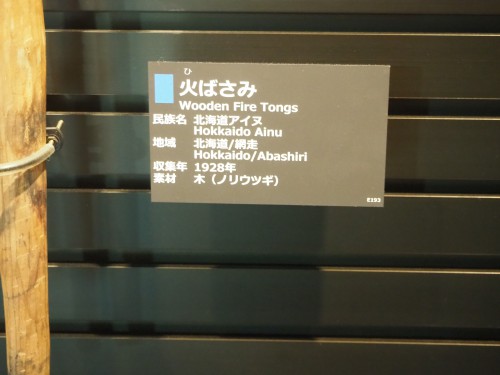 ひ
火ばさみ
Wooden Fire Tongs
民族名 北海道アイヌ
Hokkaido Ainu
地域 北海道/網走
Hokkaido/Abashiri
収集年 1928年
素材 木（ノリウツギ）
E193